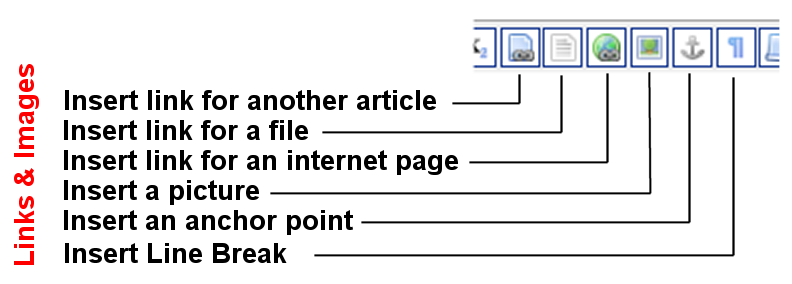 Links & Images
Insert link for another article
Insert link for a file
Insert link for an internet page
Insert a picture
Insert an anchor point
Insert Line Break